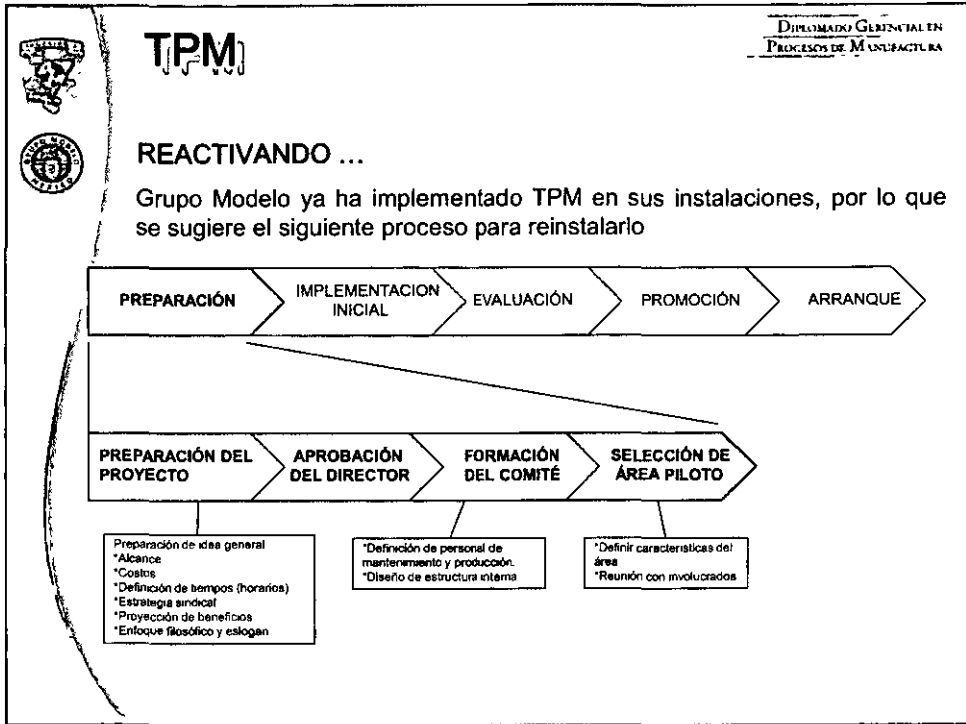 TPM
DIPLOMADO GERENCIAL EN
PROCESOS DE MANUFACTURA
GRUPO MODELO
MEXICO
REACTIVANDO ...
Grupo Modelo ya ha implementado TPM en sus instalaciones, por lo que
se sugiere el siguiente proceso para reinstalarlo
PREPARACIÓN
IMPLEMENTACION
INICIAL
EVALUACIÓN
PROMOCIÓN
ARRANQUE
PREPARACIÓN DEL
PROYECTO
APROBACIÓN
DEL DIRECTOR
FORMACIÓN
DEL COMITÉ
SELECCIÓN DE
ÁREA PILOTO
Preparación de idea general
*Alcance
*Costos
*Definición de tiempos (horarios)
*Estrategia sindical
*Proyección de beneficios
*Enfoque filosófico y eslogan
*Definición de personal de
mantenimiento y producción.
*Diseño de estructura interna
*Definir características del
área
*Reunión con involucrados